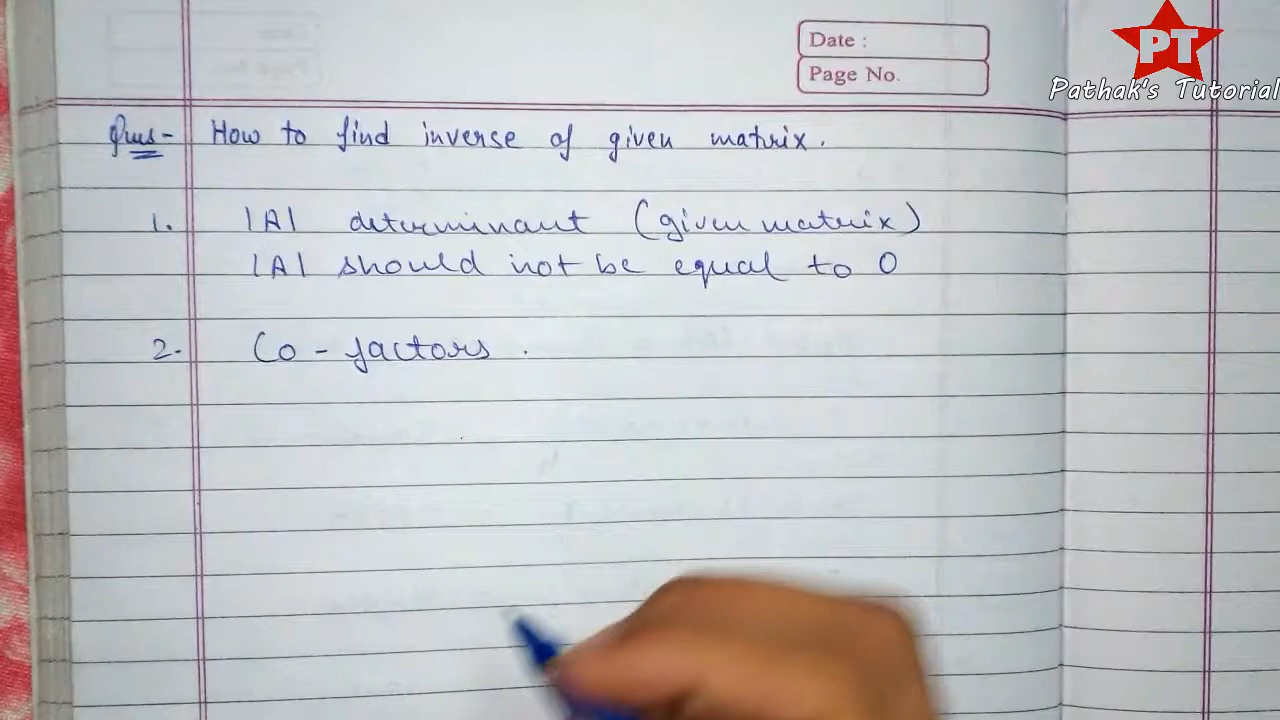 Date :
Page No.
PT
Pathak's Tutorial
Ques- How to find inverse of given matrix.
1. |A| determinant (given matrix)
|A| should not be equal to 0
2. Co-factors.